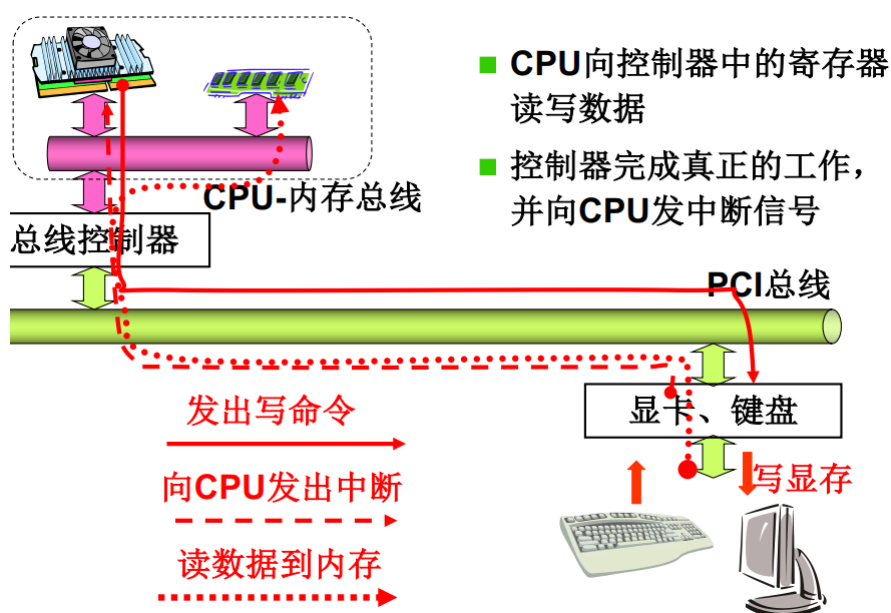 CPU向控制器中的寄存器
读写数据
控制器完成真正的工作，
并向CPU发中断信号
CPU-内存总线
总线控制器
PCI总线
显卡、键盘
写显存
发出写命令
向CPU发出中断
读数据到内存